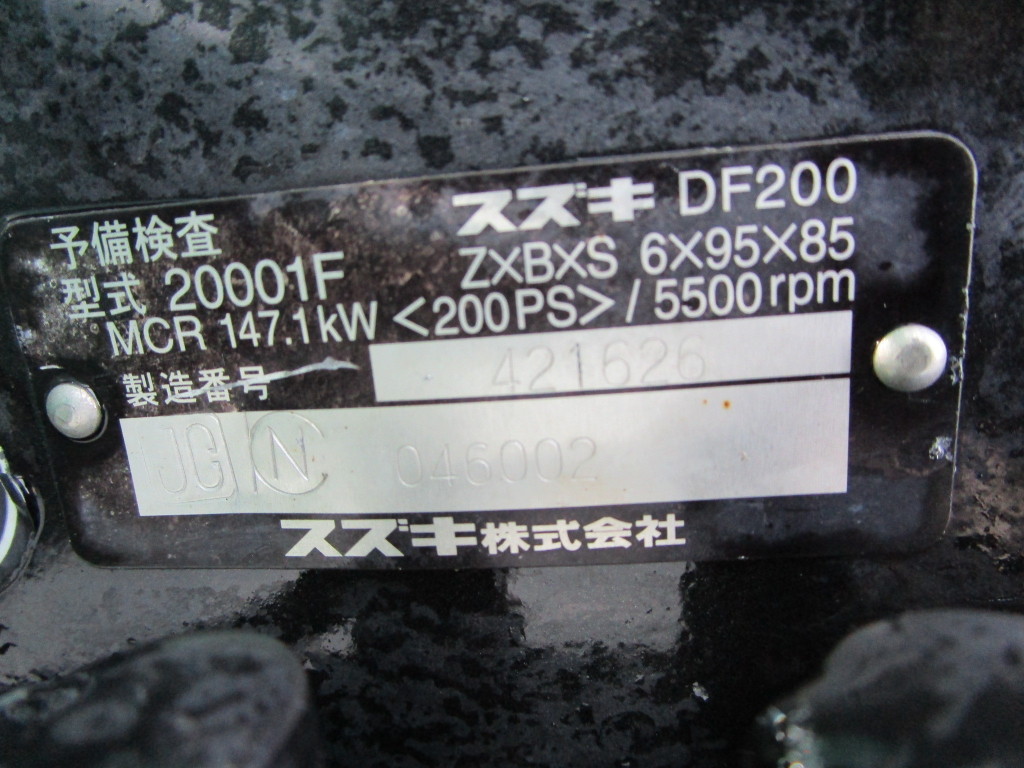 スズキ DF200
予備検査
ZXBXS 6×95×85
型式 20001F
MCR 147.1kW <200PS>/5500rpm
製造番号 421626
JG N 046002
スズキ株式会社